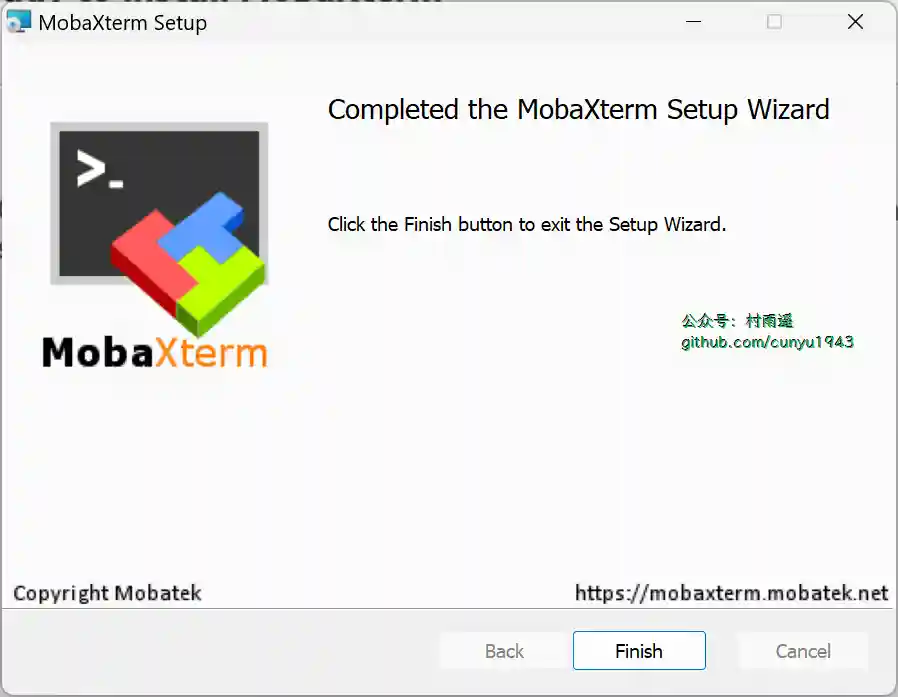 MobaXterm Setup
Completed the MobaXterm Setup Wizard
>_
Click the Finish button to exit the Setup Wizard.
公众号：村雨遥
github.com/cunyu1943
MobaXterm
Copyright Mobatek
https://mobaxterm.mobatek.net
Back
Finish
Cancel